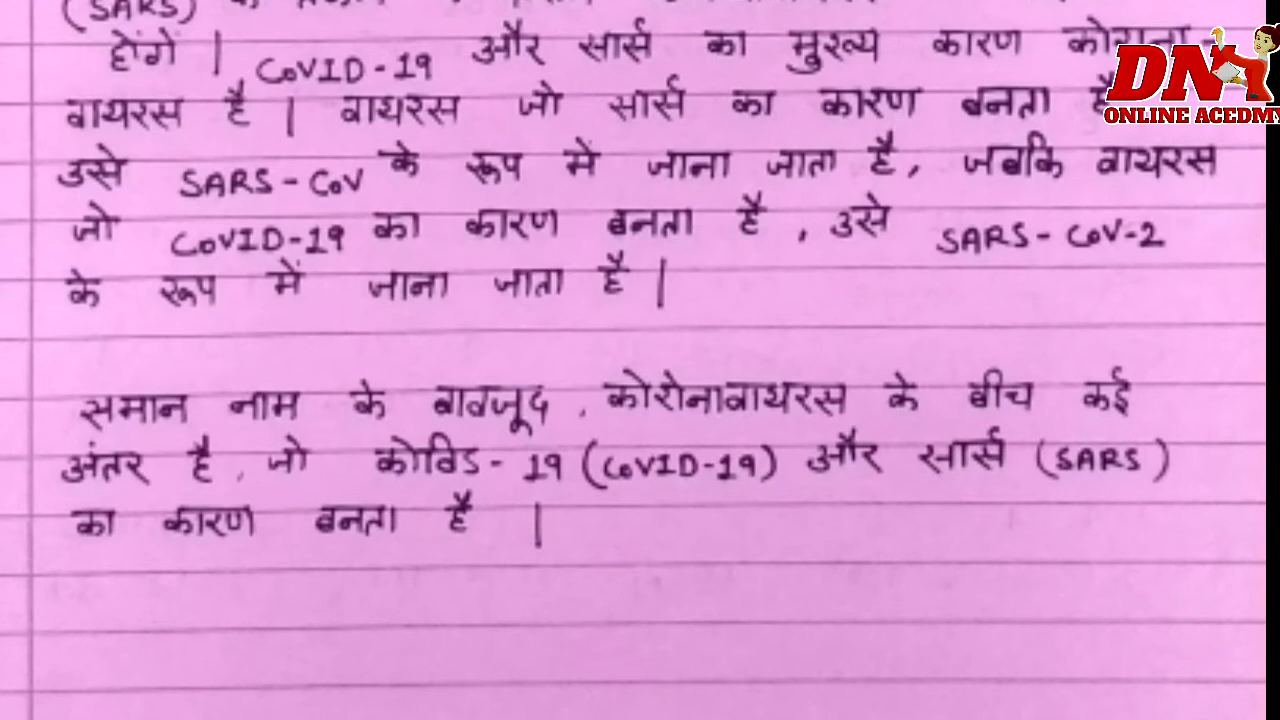 (SARS) के
होंगे | COVID-19 और सार्स का मुख्य कारण
वायरस है | वायरस जो सार्स का कारण बनता है
उसे SARS-CoV के रूप में जाना जाता है, जबकि वायरस
जो COVID-19 का कारण बनता है, उसे SARS-CoV-2
के रूप में जाना जाता है |
समान नाम के बावजूद, कोरोनावायरस के बीच कई
अंतर है, जो कोविड-19 (COVID-19) और सार्स (SARS)
का कारण बनता है |
DN
ONLINE ACEDMY